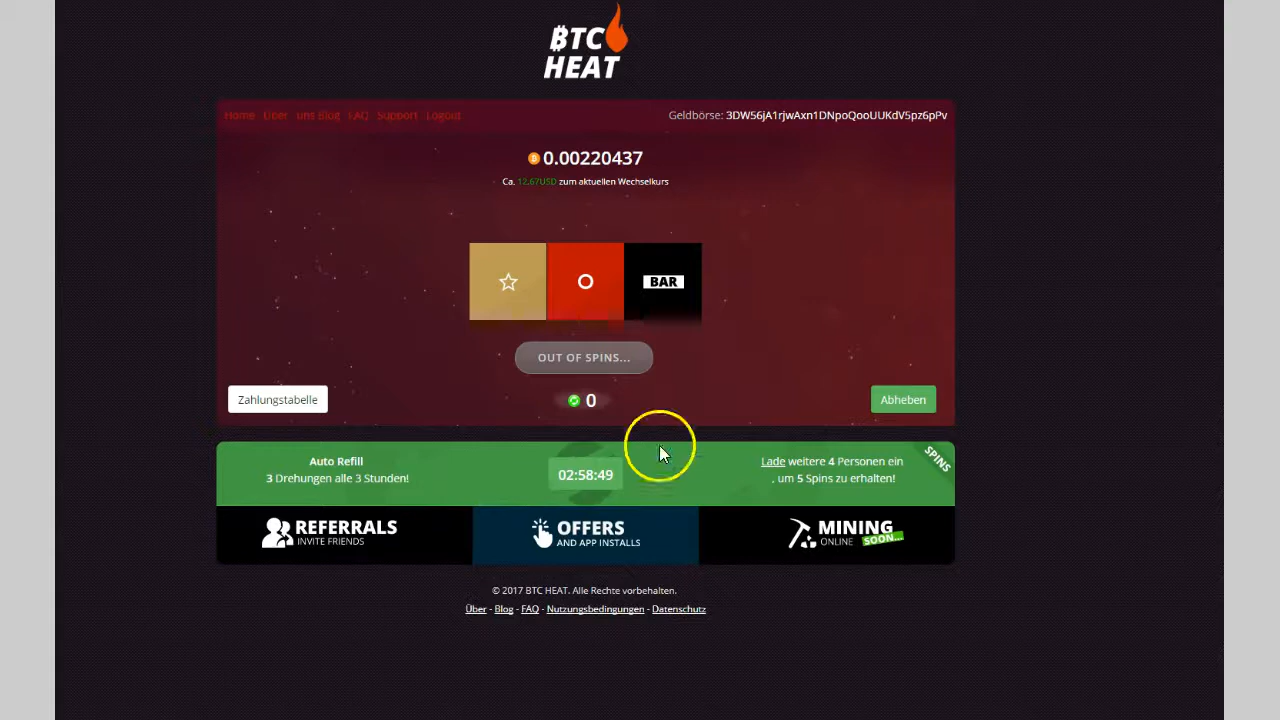 BTC
HEAT
Home Über uns Blog FAQ Support Logout
Geldbörse: 3DW56jA1rjwAxn1DNpoQooUUKdV5pz6pPv
0.00220437
Ca. 12,67USD zum aktuellen Wechselkurs
BAR
OUT OF SPINS...
Zahlungstabelle
0
Abheben
Auto Refill
3 Drehungen alle 3 Stunden!
02:58:49
Lade weitere 4 Personen ein
, um 5 Spins zu erhalten!
SPINS
REFERRALS
INVITE FRIENDS
OFFERS
AND APP INSTALLS
MINING
ONLINE SOON...
© 2017 BTC HEAT. Alle Rechte vorbehalten.
Über - Blog - FAQ - Nutzungsbedingungen - Datenschutz